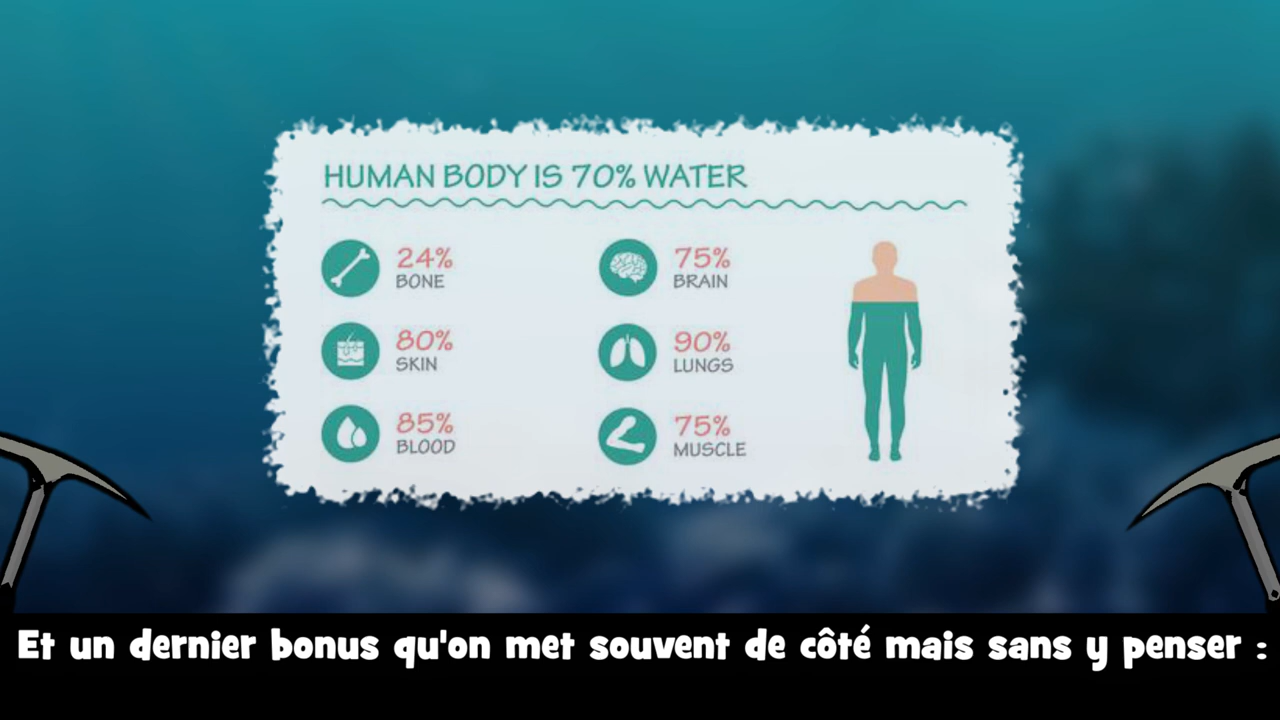 HUMAN BODY IS 70% WATER
24%
BONE
75%
BRAIN
80%
SKIN
90%
LUNGS
85%
BLOOD
75%
MUSCLE
Et un dernier bonus qu'on met souvent de côté mais sans y penser :